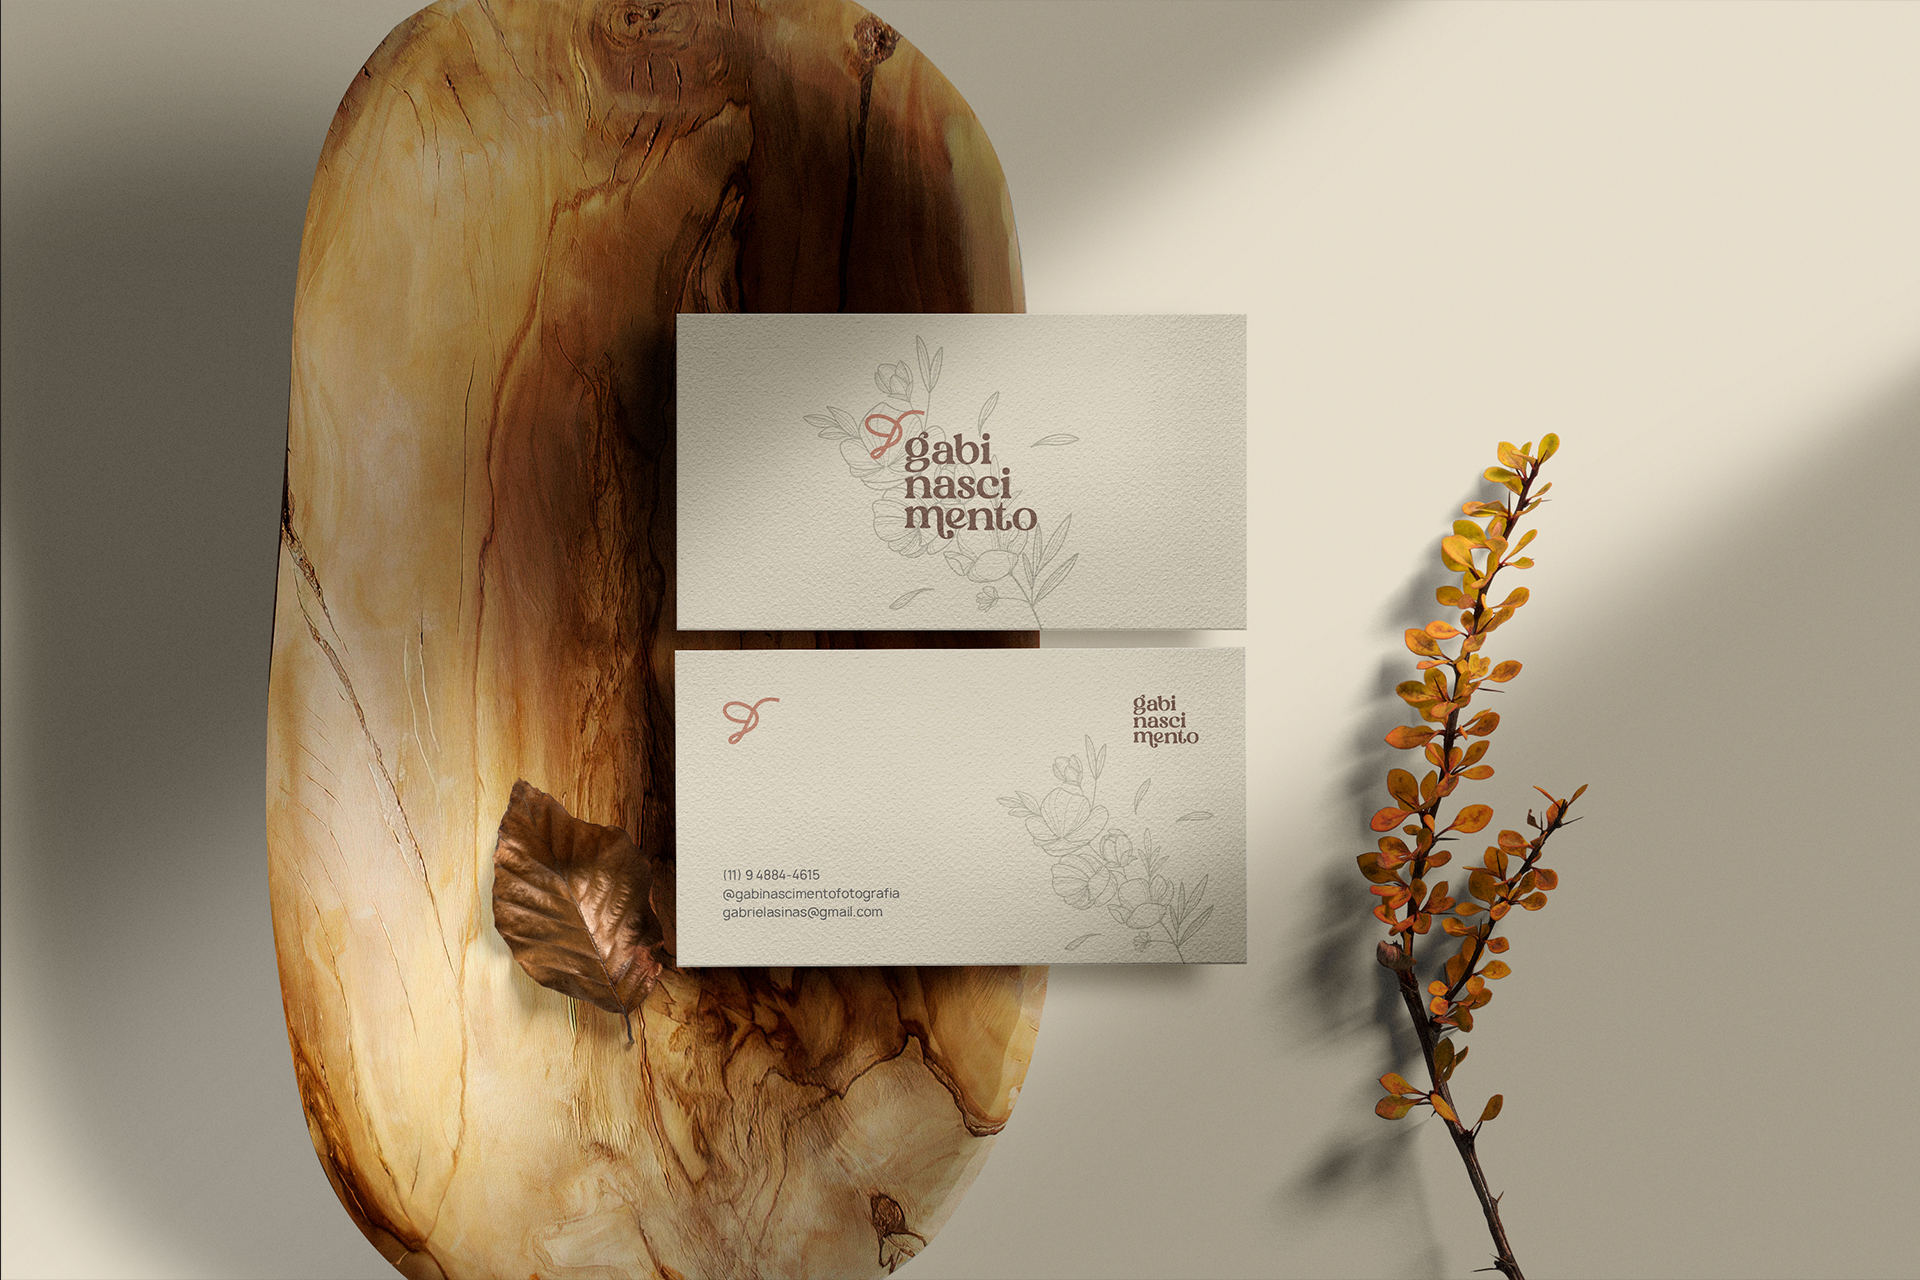 gabi
nasci
mento
gabi
nasci
mento
(11) 9 4884-4615
@gabinascimentofotografia
gabrielasinas@gmail.com